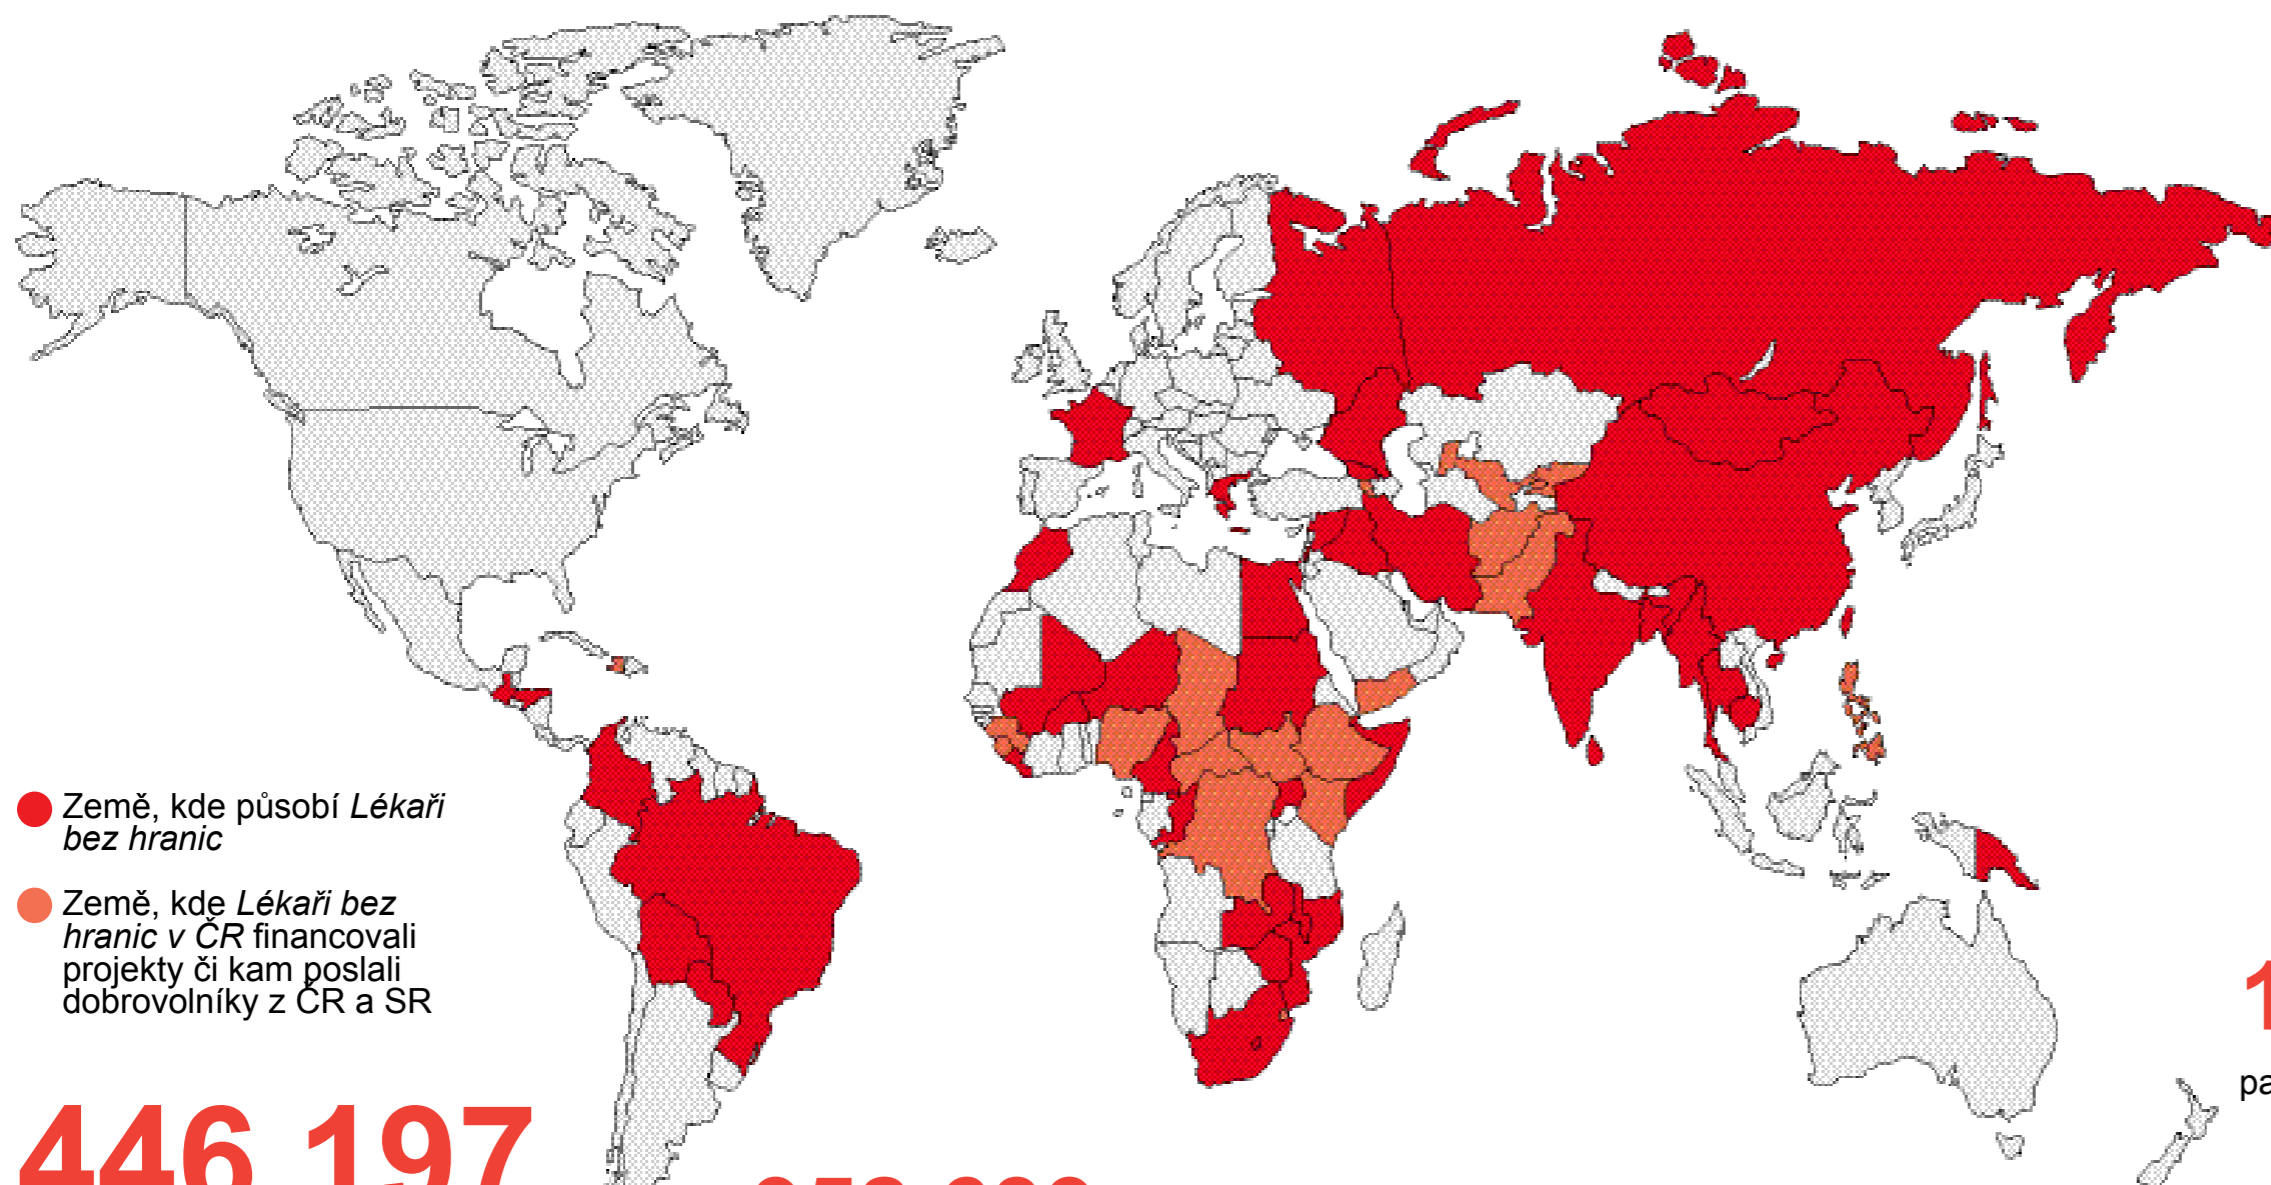 Země, kde působí Lékaři
bez hranic
Země, kde Lékaři bez
hranic v ČR financovali
projekty či kam poslali
dobrovolníky z ČR a SR
446 197